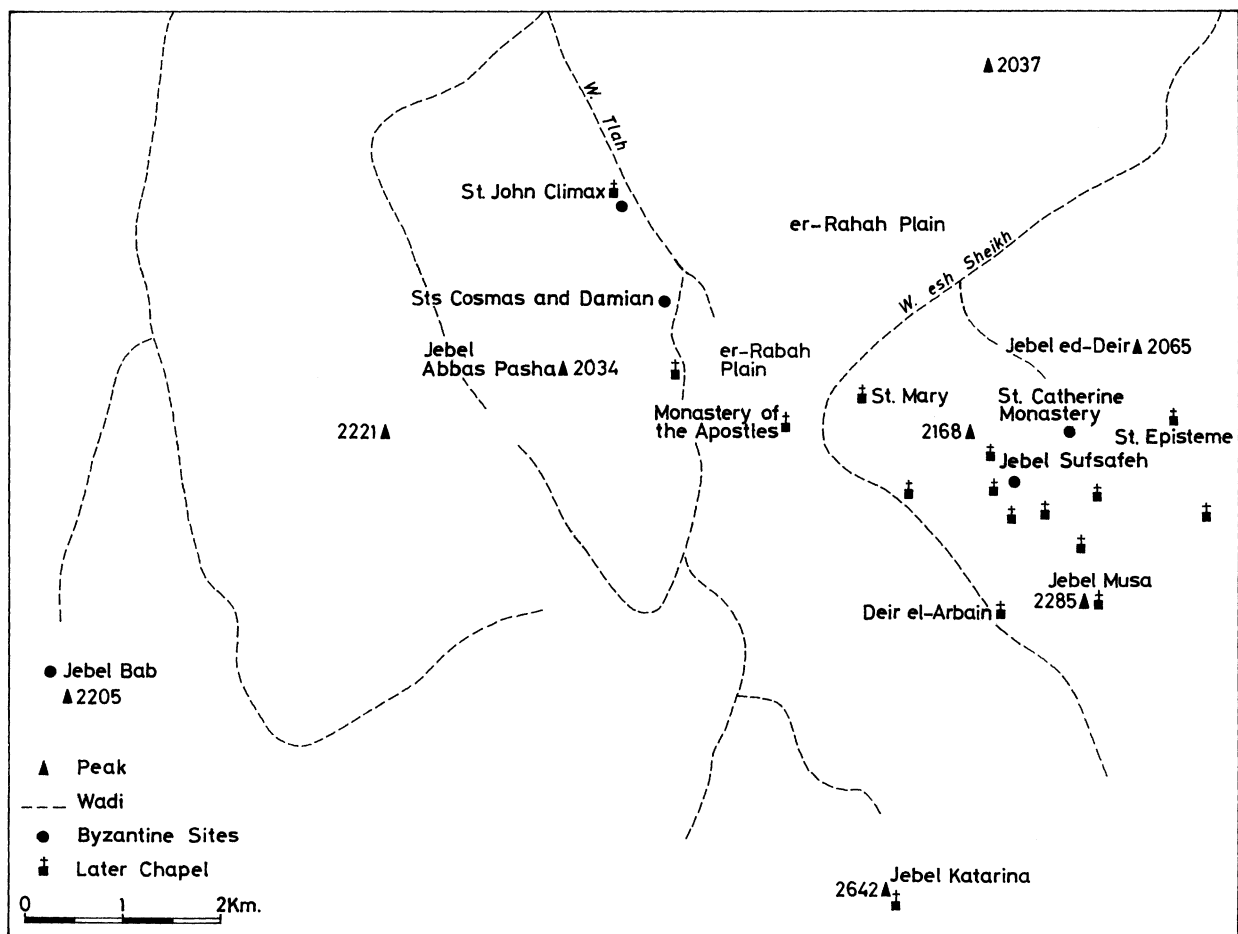 2037
W. Tlah
St. John Climax
er-Rahah Plain
W. esh Sheikh
Sts Cosmas and Damian
Jebel
Abbas Pasha 2034
er-Rabah
Plain
Jebel ed-Deir 2065
St. Mary
St. Catherine
Monastery
Monastery of
the Apostles
2221
2168
St. Episteme
Jebel Sufsafeh
Jebel Musa
2285
Deir el-Arbain
Jebel Bab
2205
Peak
Wadi
Byzantine Sites
Later Chapel
0 1 2Km.
Jebel Katarina
2642